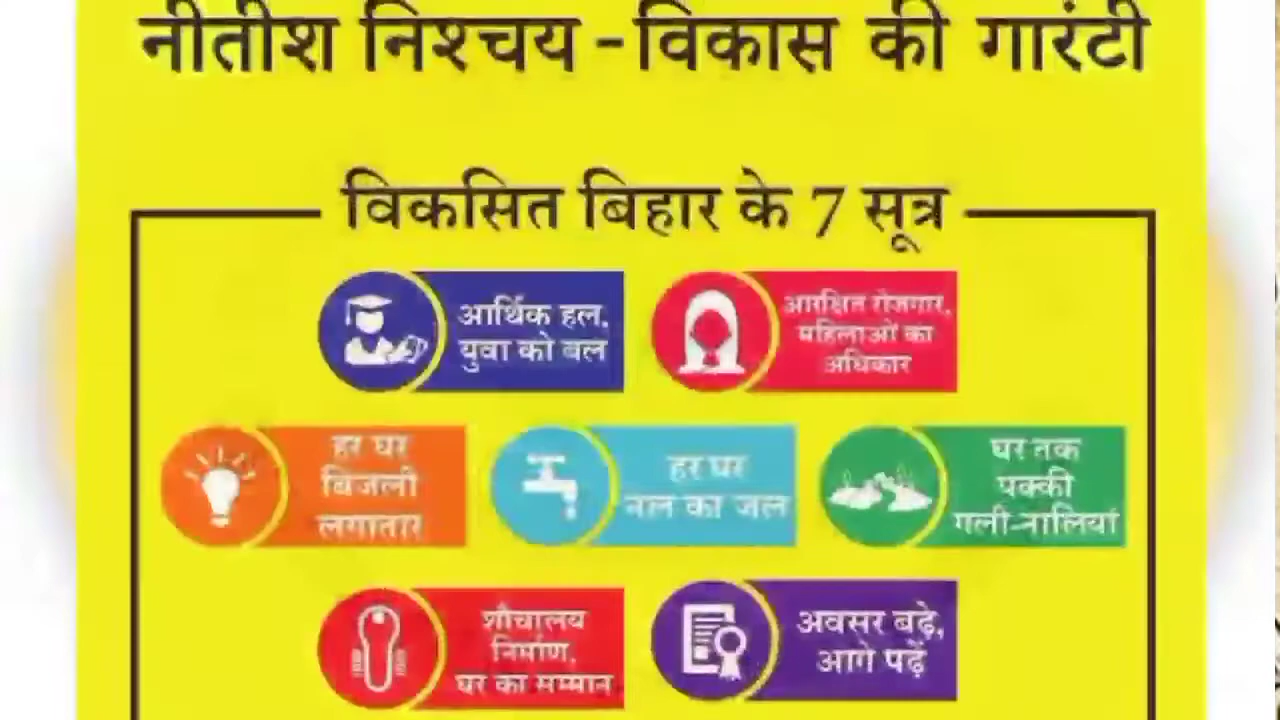 नीतीश निश्चय - विकास की गारंटी
विकसित बिहार के 7 सूत्र
आर्थिक हल,
युवा को बल
आरक्षित रोजगार,
महिलाओं का
अधिकार
हर घर
बिजली
लगातार
हर घर
नल का जल
घर तक
पक्की
गली-नालियां
शौचालय
निर्माण,
घर का सम्मान
अवसर बढ़े,
आगे पढ़ें